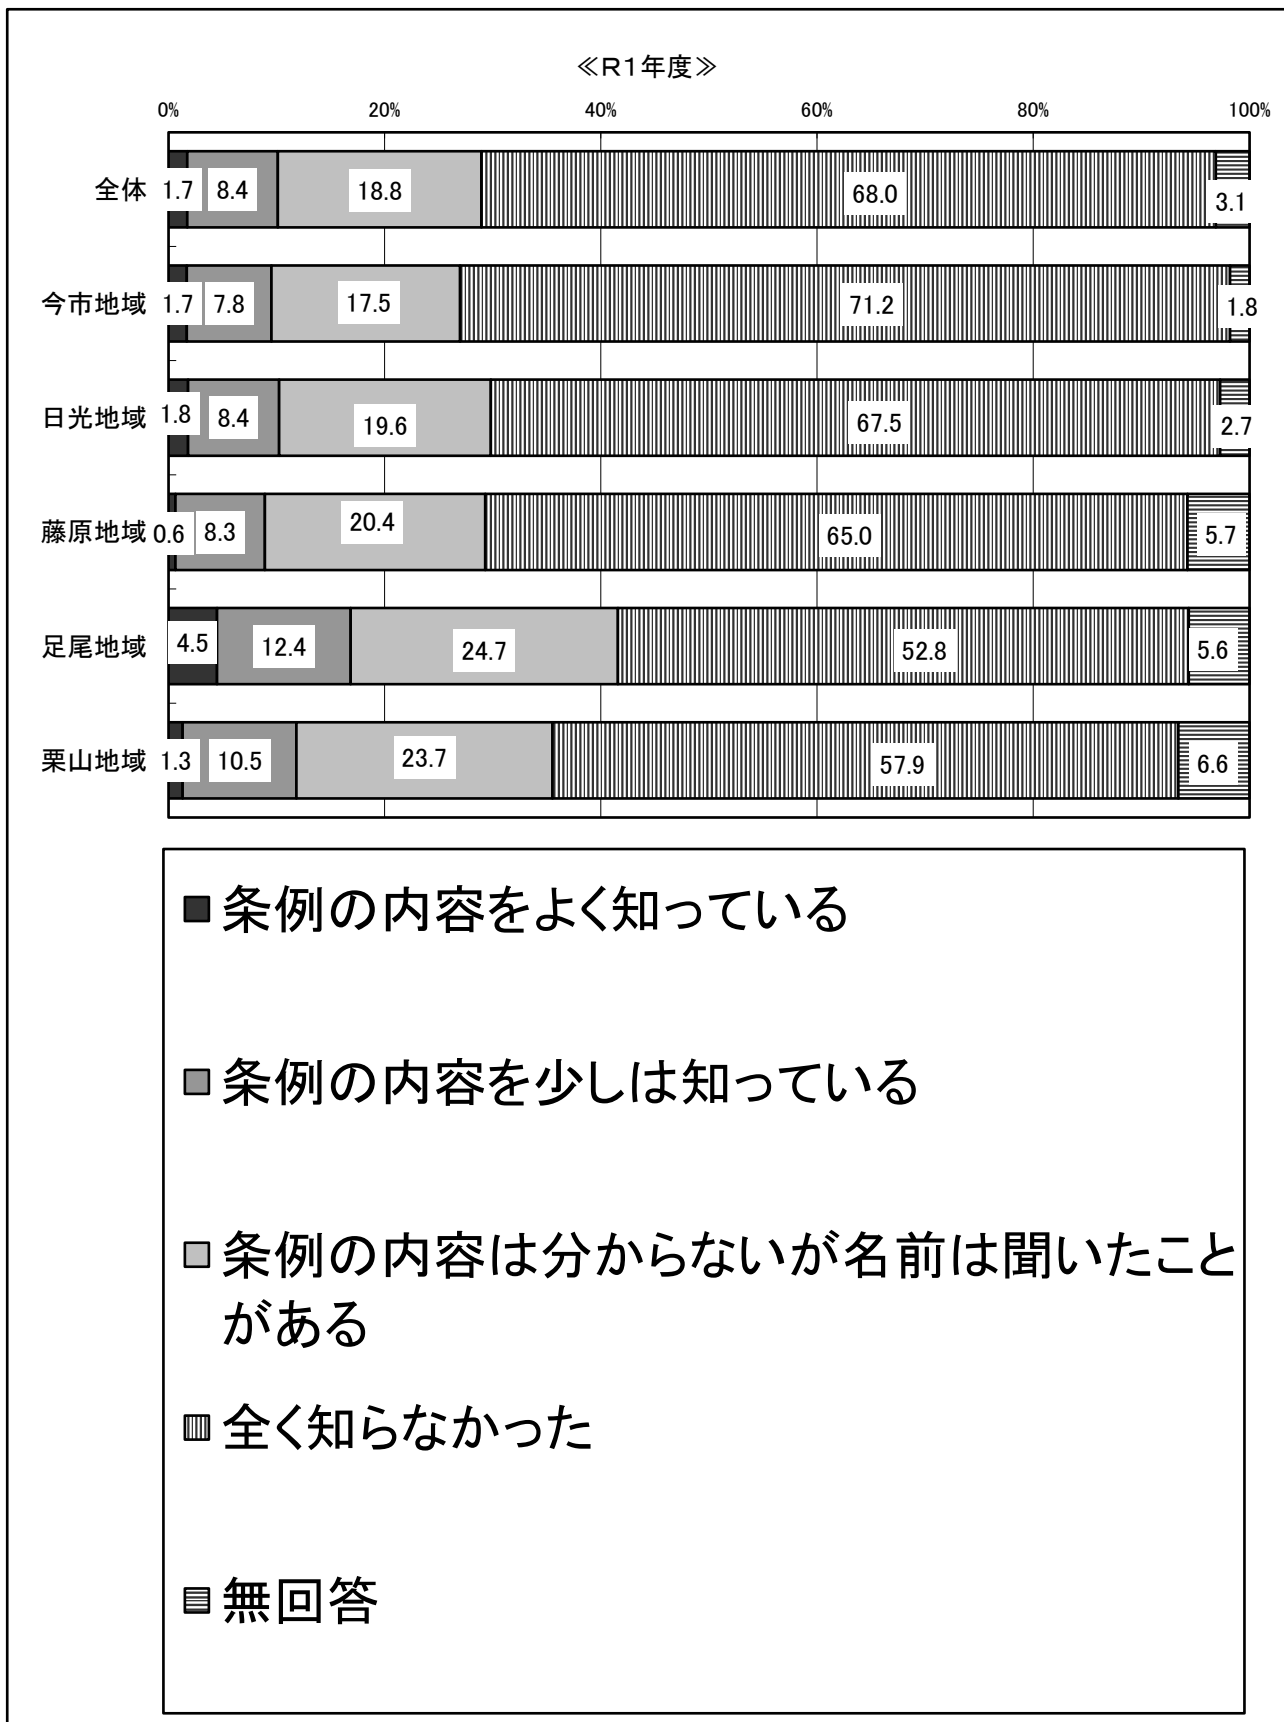 ≪R1年度≫
0% 20% 40% 60% 80% 100%
全体 1.7 8.4 18.8 68.0 3.1
今市地域 1.7 7.8 17.5 71.2 1.8
日光地域 1.8 8.4 19.6 67.5 2.7
藤原地域 0.6 8.3 20.4 65.0 5.7
足尾地域 4.5 12.4 24.7 52.8 5.6
栗山地域 1.3 10.5 23.7 57.9 6.6
条例の内容をよく知っている
条例の内容を少しは知っている
条例の内容は分からないが名前は聞いたこと
がある
全く知らなかった
無回答